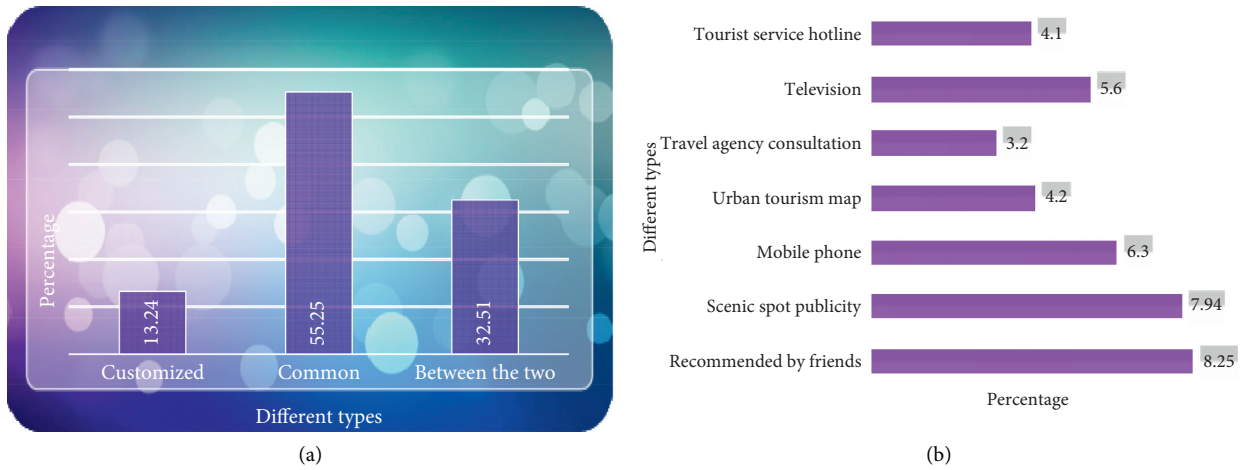 Percentage
13.24
55.25
32.51
Customized
Common
Between the two
Different types
(a)
Different types
Tourist service hotline
4.1
Television
5.6
Travel agency consultation
3.2
Urban tourism map
4.2
Mobile phone
6.3
Scenic spot publicity
7.94
Recommended by friends
8.25
Percentage
(b)